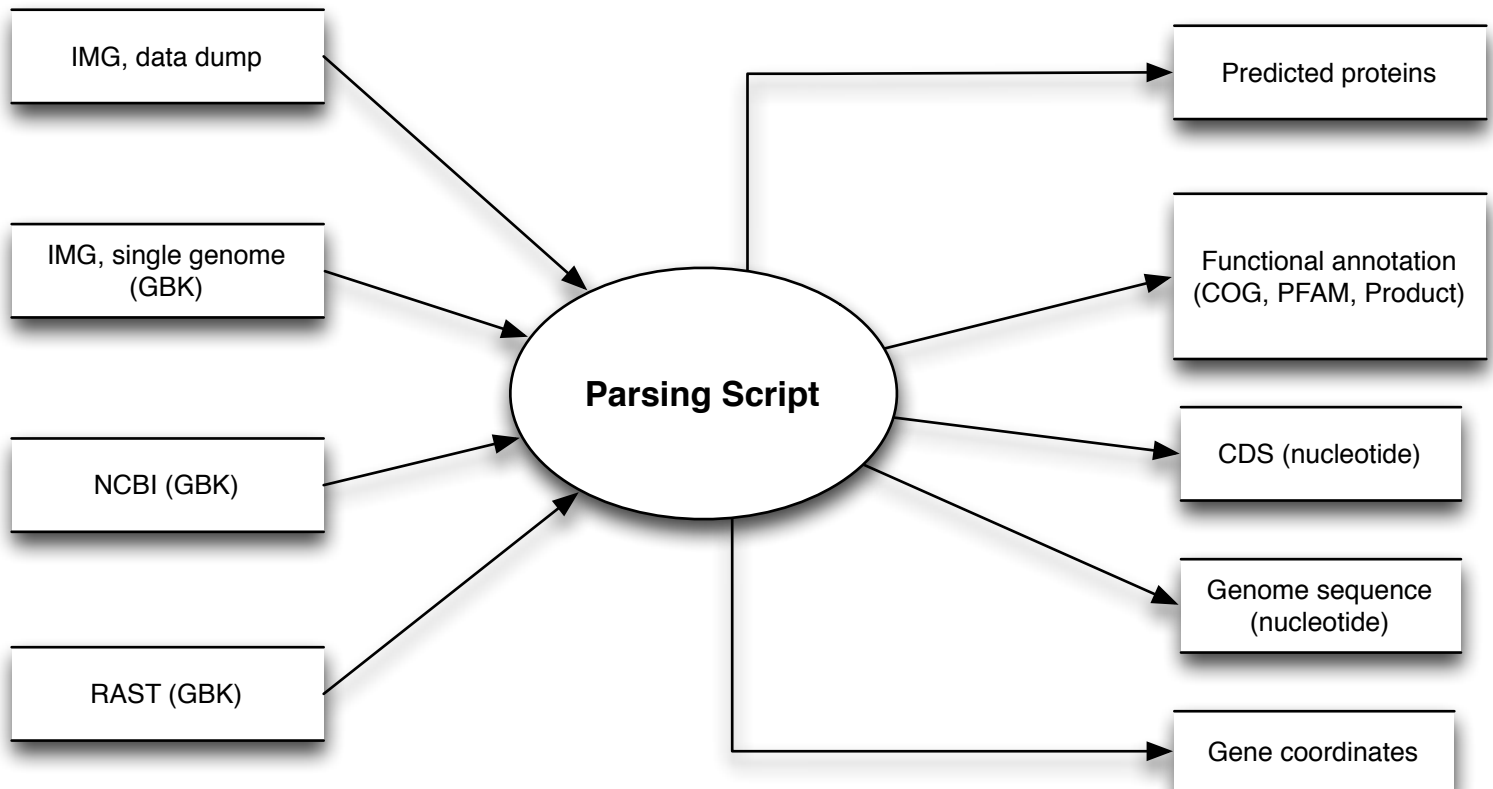 IMG, data dump
IMG, single genome
(GBK)
NCBI (GBK)
RAST (GBK)
Parsing Script
Predicted proteins
Functional annotation
(COG, PFAM, Product)
CDS (nucleotide)
Genome sequence
(nucleotide)
Gene coordinates